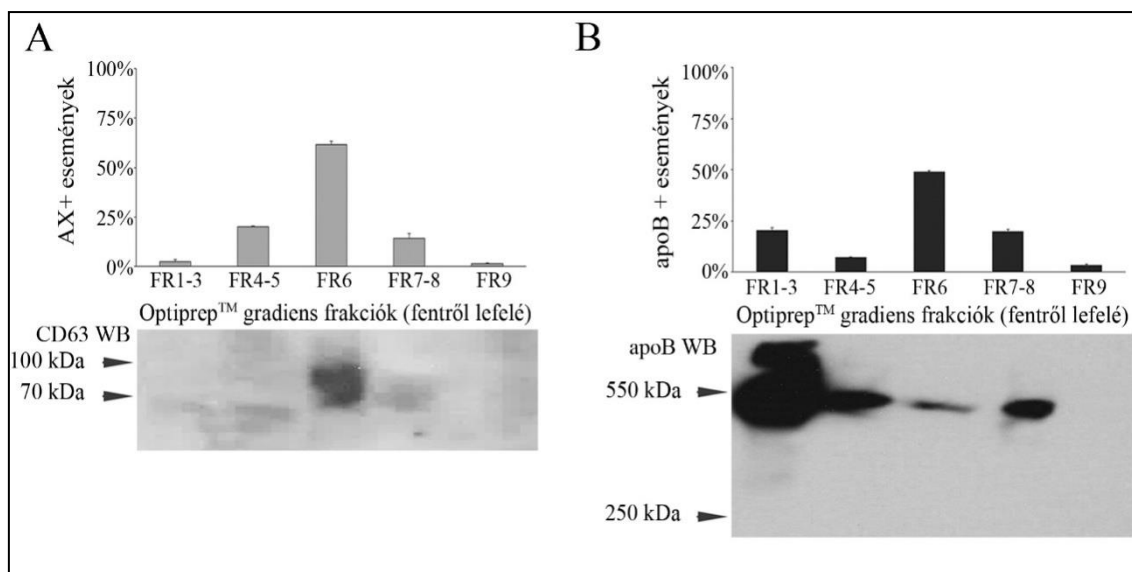 A
100%
75%
50%
25%
0%
AX+ események
FR1-3 FR4-5 FR6 FR7-8 FR9
Optiprep™ gradiens frakciók (fentről lefelé)
CD63 WB
100 kDa
70 kDa
B
100%
75%
50%
25%
0%
apoB + események
FR1-3 FR4-5 FR6 FR7-8 FR9
Optiprep™ gradiens frakciók (fentről lefelé)
apoB WB
550 kDa
250 kDa